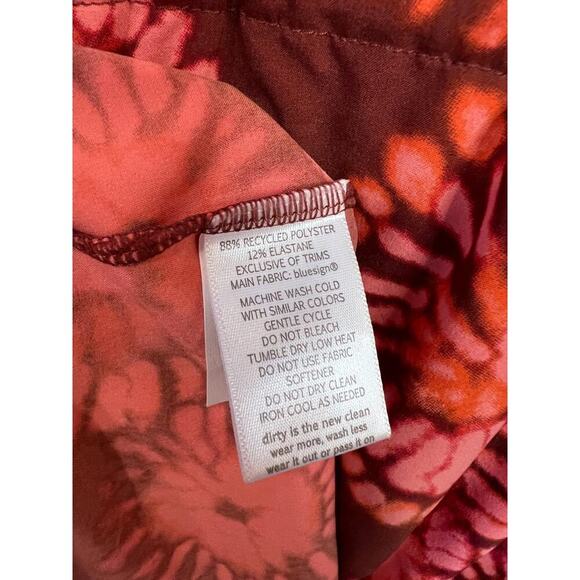 88% RECYCLED POLYSTER
12% ELASTANE
EXCLUSIVE OF TRIMS
MAIN FABRIC: bluesign®
MACHINE WASH COLD
WITH SIMILAR COLORS
GENTLE CYCLE
DO NOT BLEACH
TUMBLE DRY LOW HEAT
DO NOT USE FABRIC
SOFTENER
DO NOT DRY CLEAN
IRON COOL AS NEEDED
dirty is the new clean
wear more, wash less
wear it out or pass it on